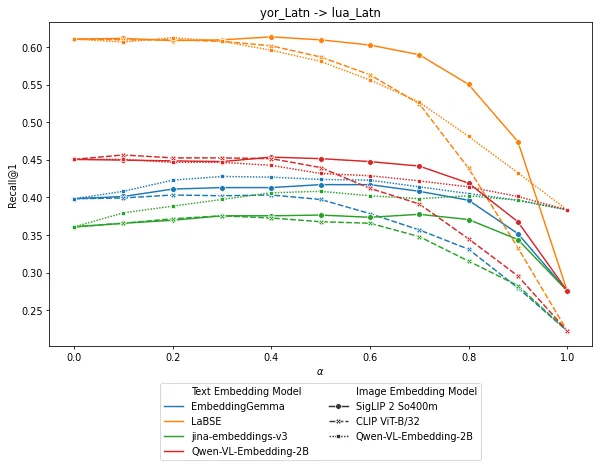 yor_Latn -> lua_Latn
Recall@1
0.60
0.55
0.50
0.45
0.40
0.35
0.30
0.25
0.0 0.2 0.4 0.6 0.8 1.0
α
Text Embedding Model
EmbeddingGemma
LaBSE
jina-embeddings-v3
Qwen-VL-Embedding-2B
Image Embedding Model
SigLIP 2 So400m
CLIP ViT-B/32
Qwen-VL-Embedding-2B